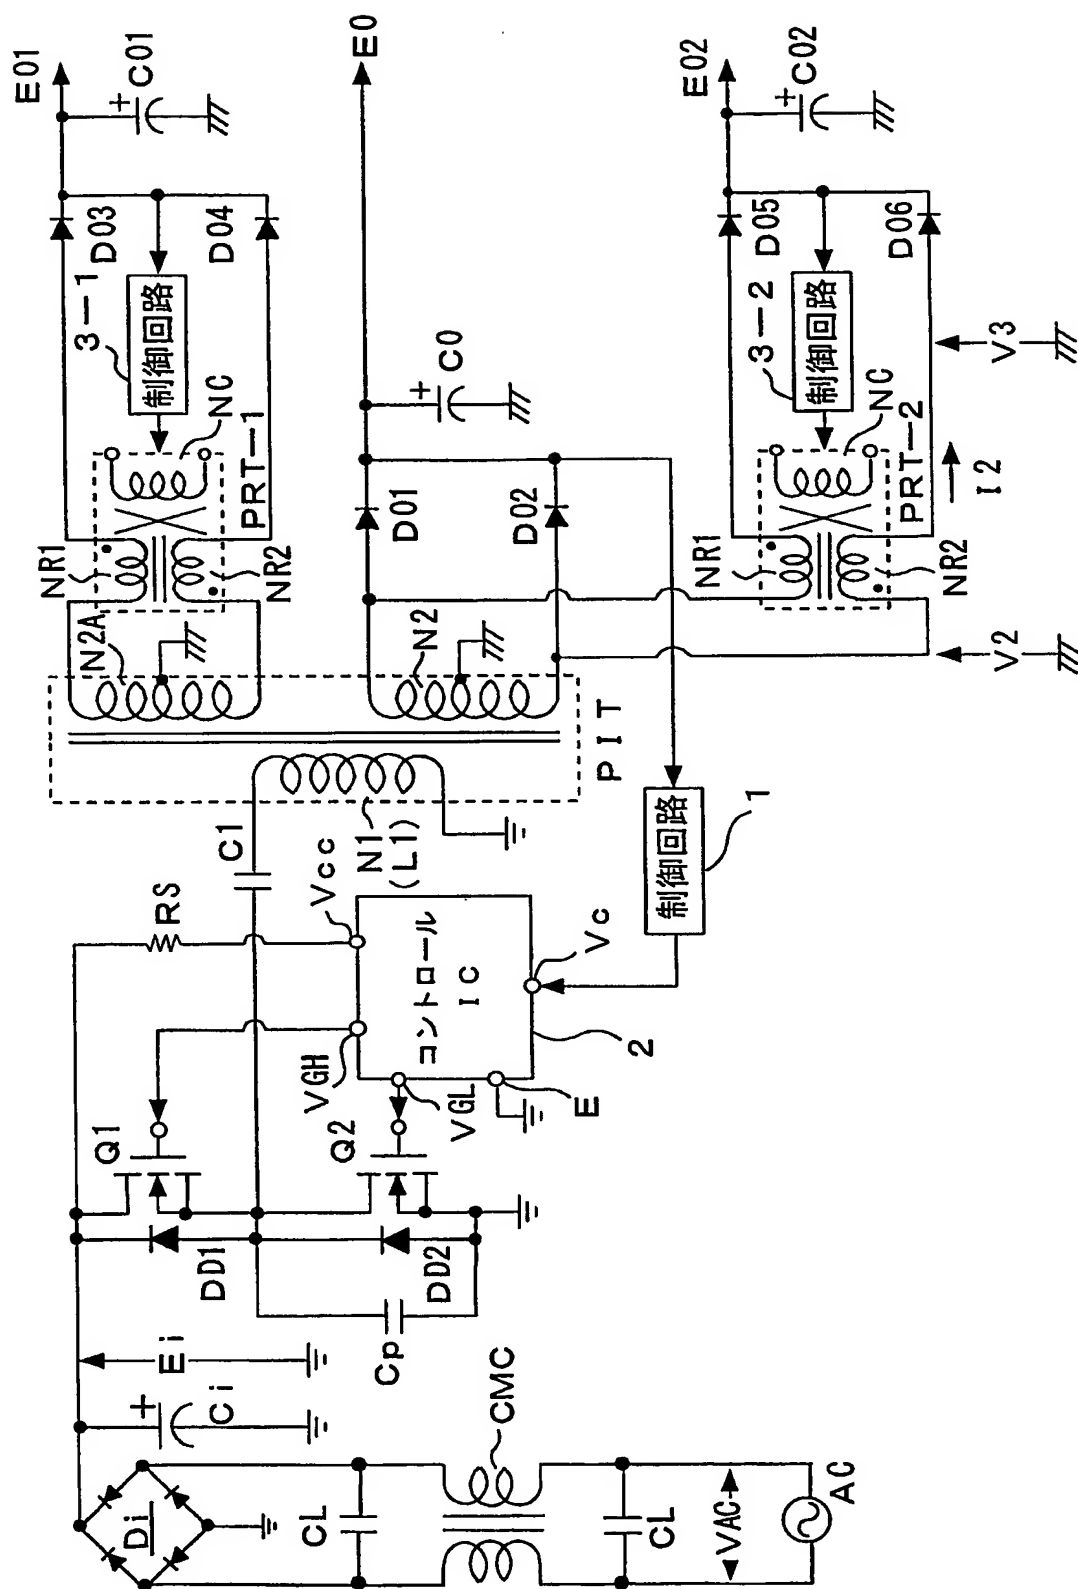 AC
VAC
CL
CMC
CL
Di
Ci
Ei
Cp
DD1
DD2
Q1
Q2
VGH
VGL
E
コントロール
IC
2
Vcc
Vc
RS
C1
N1
(L1)
PIT
制御回路
1
N2A
N2
NR1
NR2
PRT-1
NC
制御回路
3-1
D03
D04
C01
E01
D01
D02
C0
E0
NR1
NR2
PRT-2
NC
制御回路
3-2
D05
D06
C02
E02
V2
I2
V3